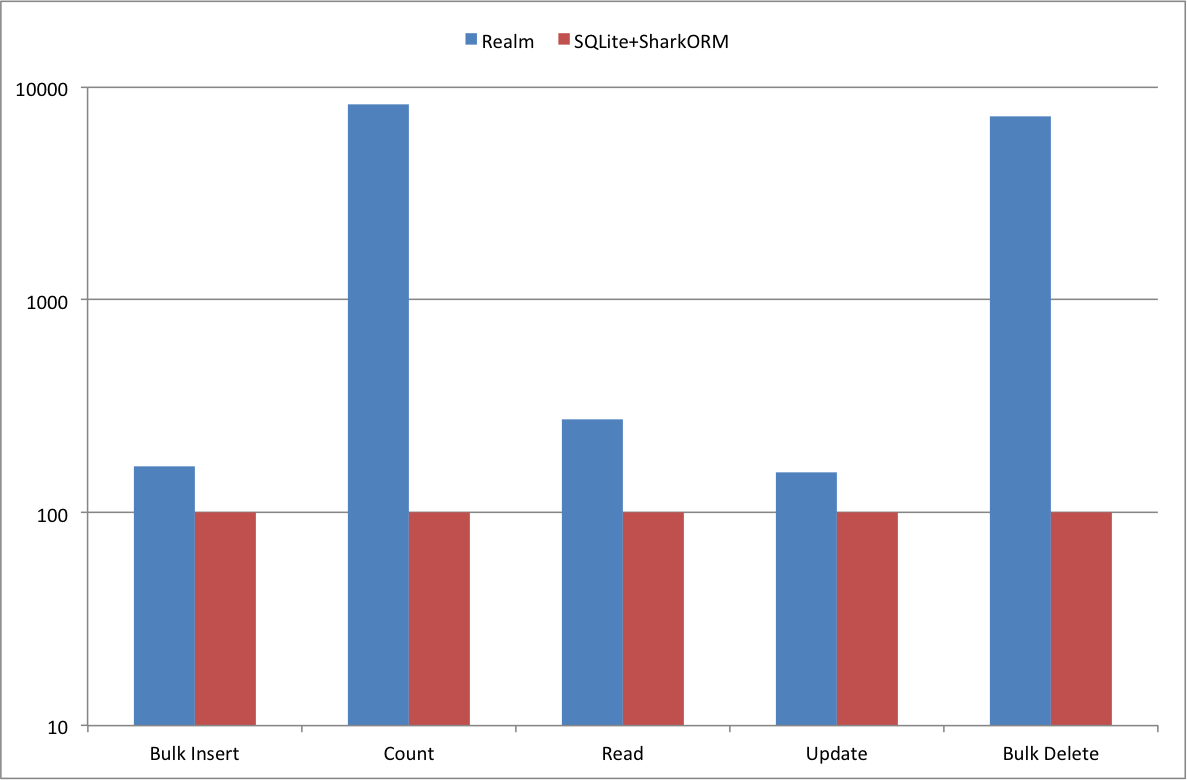 Realm SQLite+SharkORM
10000
1000
100
10
Bulk Insert Count Read Update Bulk Delete